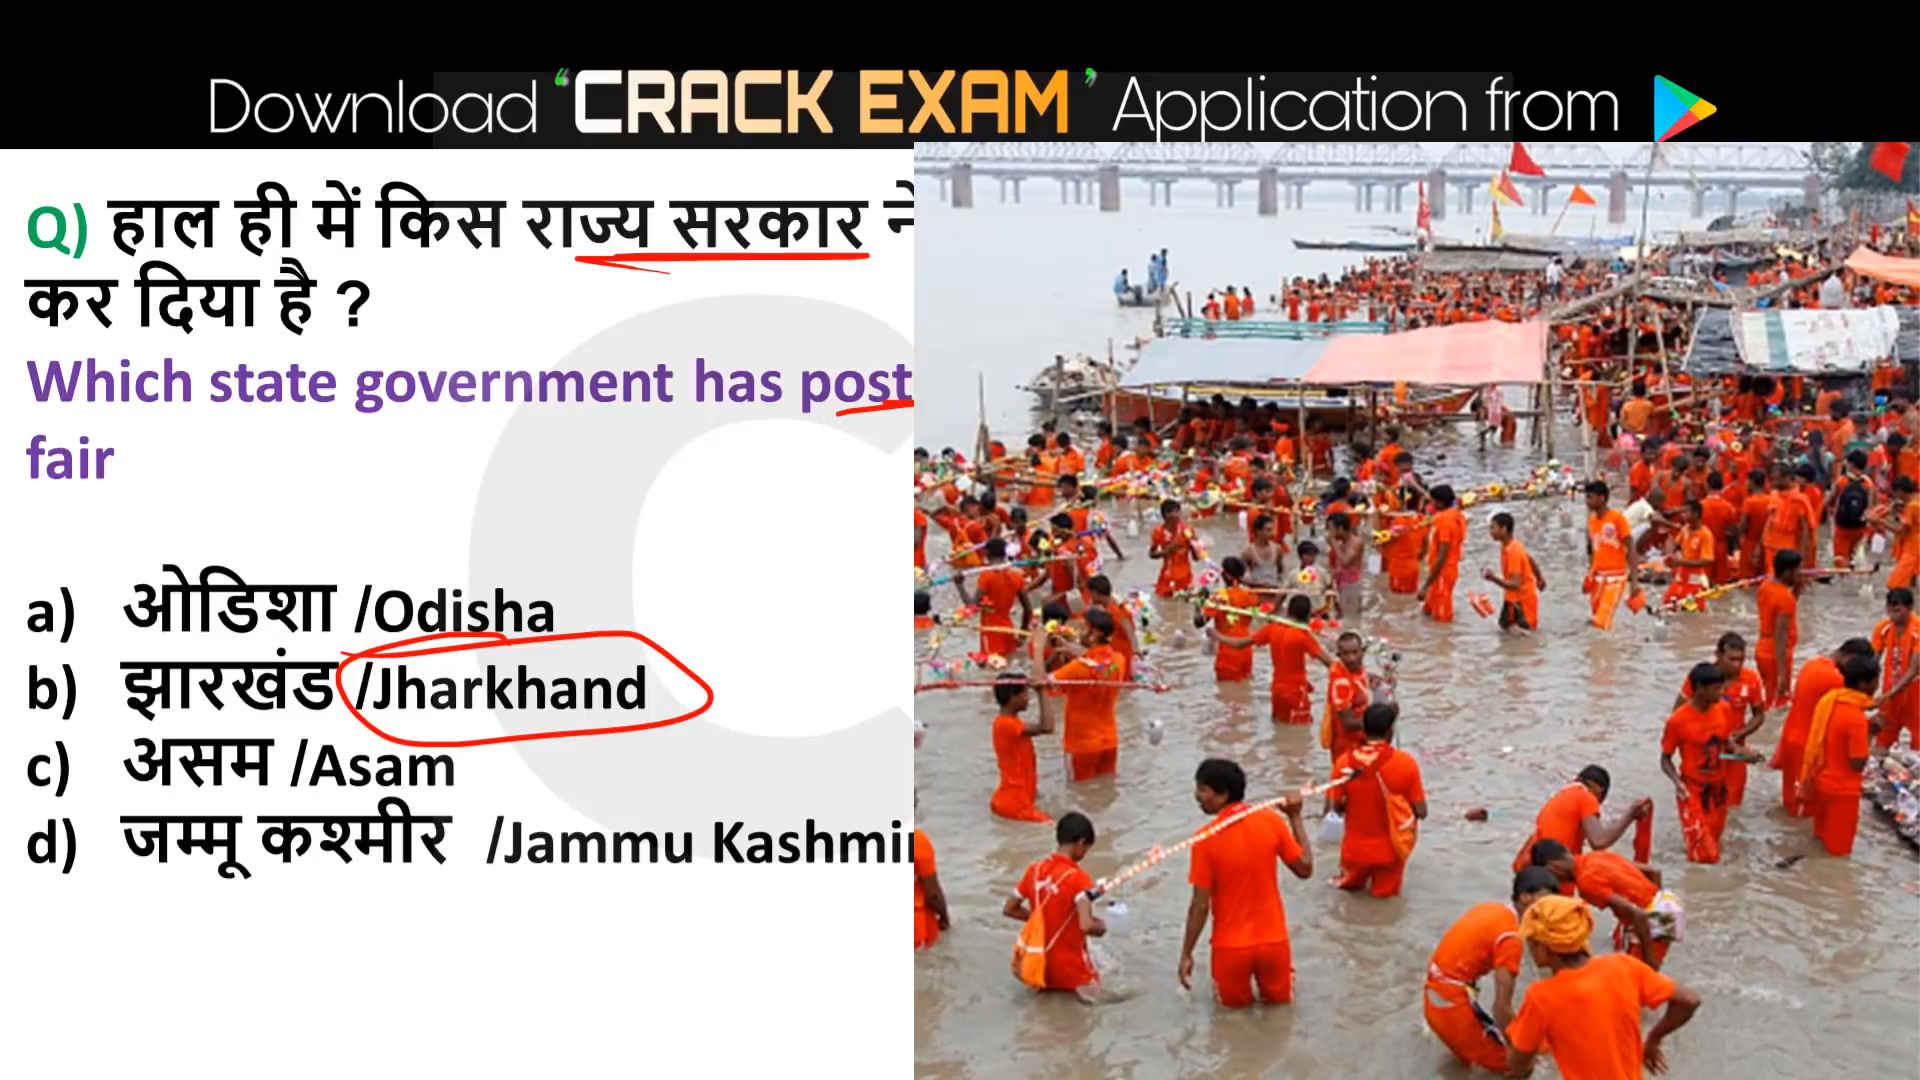 Download ‘CRACK EXAM’ Application from
Q) हाल ही में किस राज्य सरकार ने
कर दिया है ?
Which state government has post
fair
a) ओडिशा /Odisha
b) झारखंड /Jharkhand
c) असम /Asam
d) जम्मू कश्मीर /Jammu Kashmir